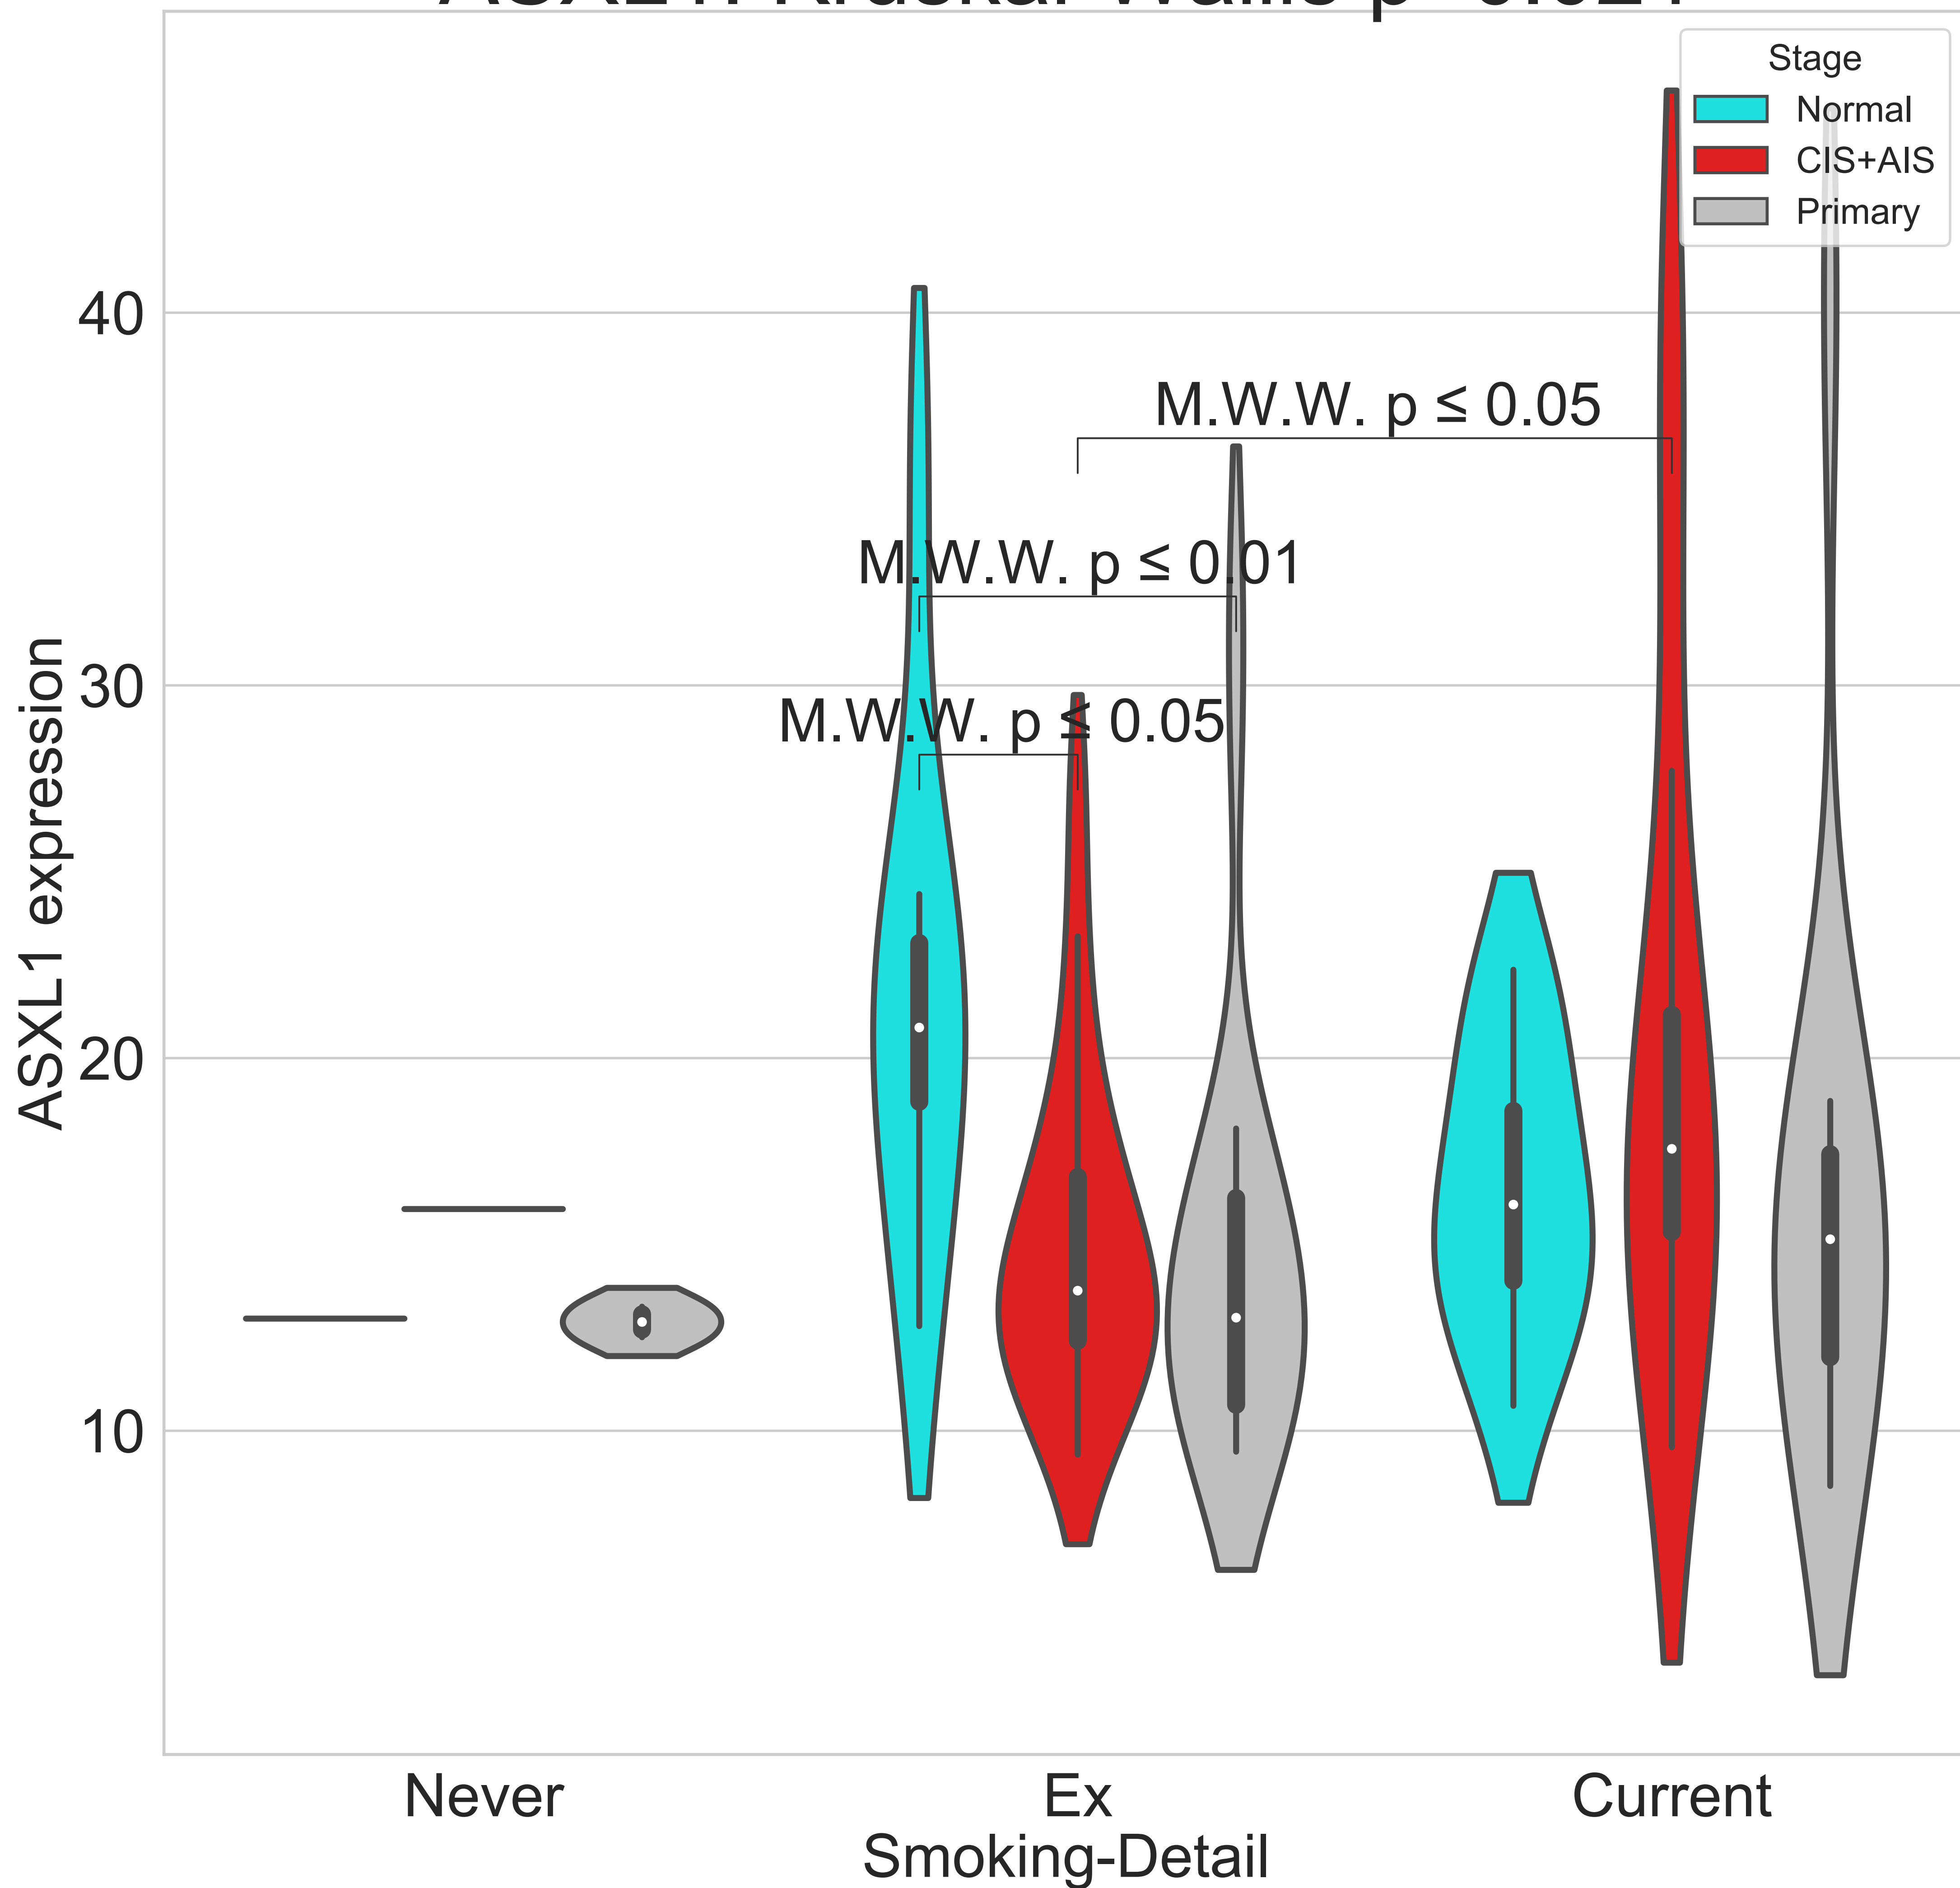 Stage
Normal
CIS+AIS
Primary
40
30
20
10
ASXL1 expression
M.W.W. p ≤ 0.05
M.W.W. p ≤ 0.01
M.W.W. p ≤ 0.05
Never
Ex
Current
Smoking-Detail